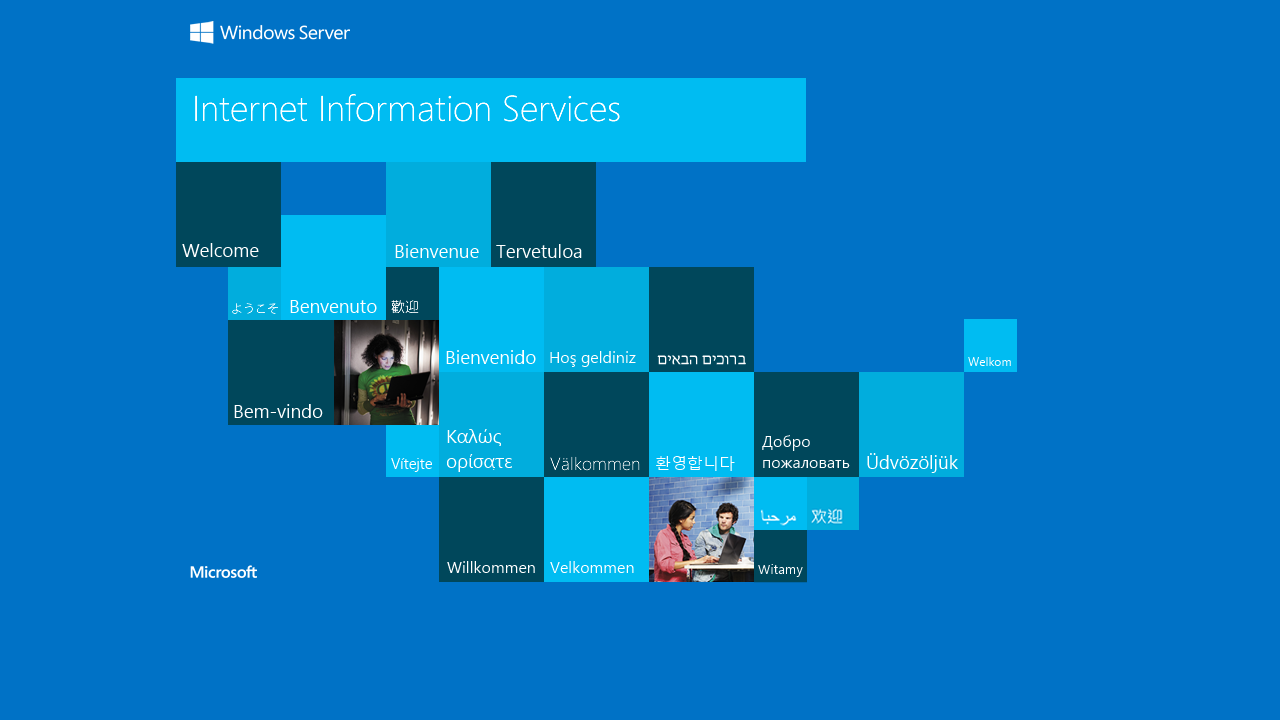 Windows Server
Internet Information Services
Welcome
Bienvenue
Tervetuloa
ようこそ
Benvenuto
歡迎
Bienvenido
Hoş geldiniz
ברוכים הבאים
Welkom
Bem-vindo
Vítejte
Καλώς
ορίσατε
Välkommen
환영합니다
Добро
пожаловать
Üdvözöljük
مرحبا
欢迎
Willkommen
Velkommen
Witamy
Microsoft